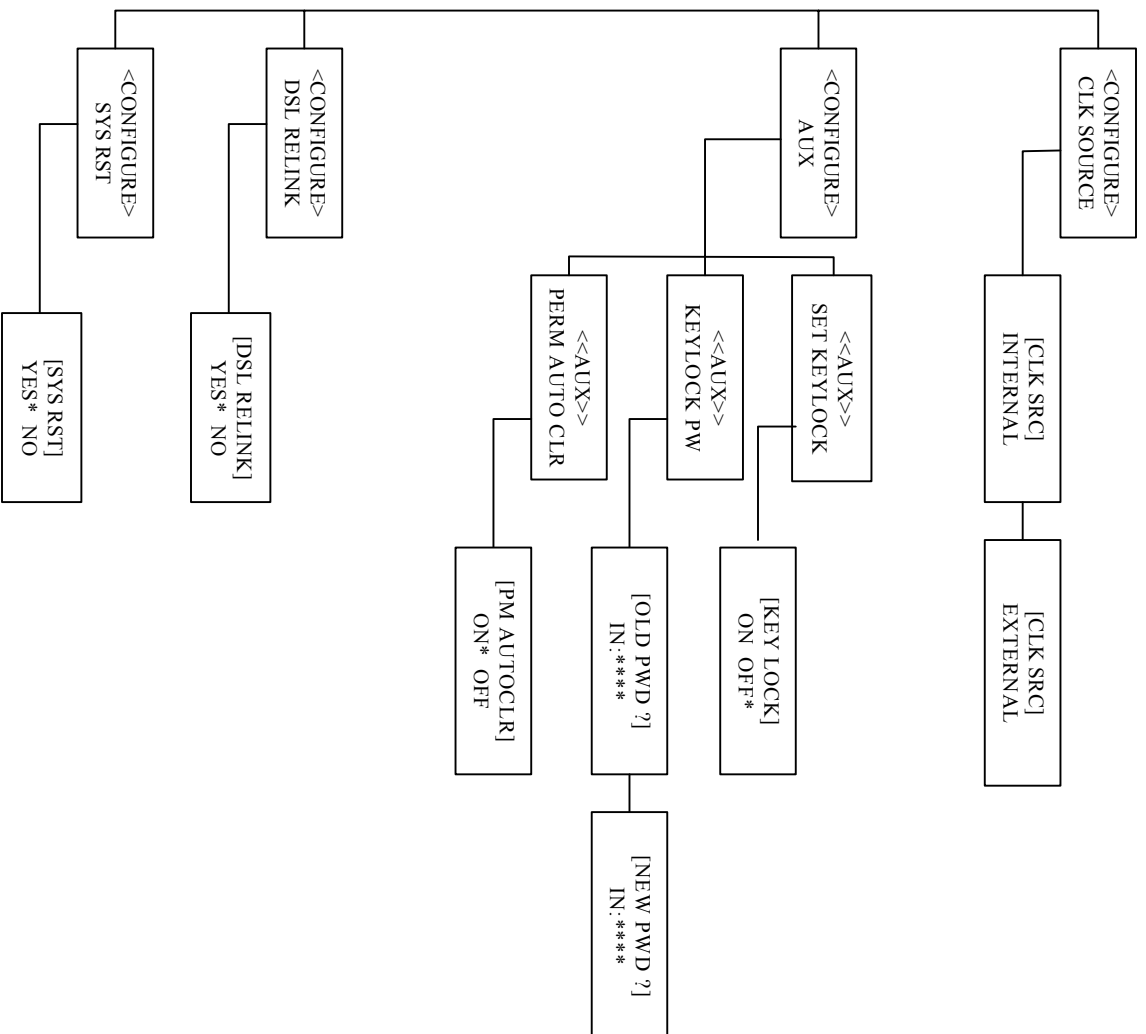 <CONFIGURE>
CLK SOURCE
[CLK SRC]
INTERNAL
[CLK SRC]
EXTERNAL
<CONFIGURE>
AUX
<<AUX>>
SET KEYLOCK
[KEY LOCK]
ON OFF*
<<AUX>>
KEYLOCK PW
[OLD PWD ?]
IN:****
[NEW PWD ?]
IN:****
<<AUX>>
PERM AUTO CLR
[PM AUTOCLR]
ON* OFF
<CONFIGURE>
DSL RELINK
[DSL RELINK]
YES* NO
<CONFIGURE>
SYS RST
[SYS RST]
YES* NO